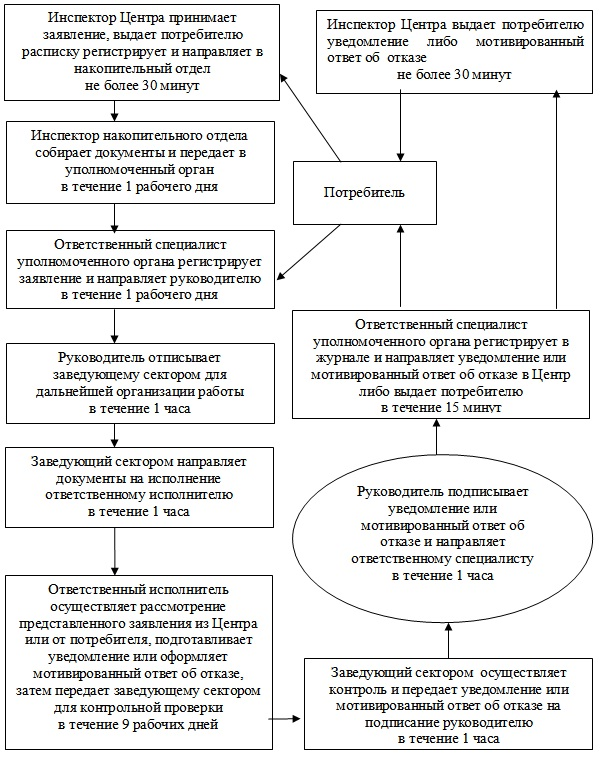 Инспектор Центра принимает
заявление, выдает потребителю
расписку регистрирует и направляет в
накопительный отдел
не более 30 минут
Инспектор накопительного отдела
собирает документы и передает в
уполномоченный орган
в течение 1 рабочего дня
Ответственный специалист
уполномоченного органа регистрирует
заявление и направляет руководителю
в течение 1 рабочего дня
Руководитель отписывает
заведующему сектором для
дальнейшей организации работы
в течение 1 часа
Заведующий сектором направляет
документы на исполнение
ответственному исполнителю
в течение 1 часа
Ответственный исполнитель
осуществляет рассмотрение
представленного заявления из Центра
или от потребителя, подготавливает
уведомление или оформляет
мотивированный ответ об отказе,
затем передает заведующему сектором
для контрольной проверки
в течение 9 рабочих дней
Заведующий сектором осуществляет
контроль и передает уведомление или
мотивированный ответ об отказе на
подписание руководителю
в течение 1 часа
Руководитель подписывает
уведомление или
мотивированный ответ об
отказе и направляет
ответственному специалисту
в течение 1 часа
Ответственный специалист
уполномоченного органа регистрирует в
журнале и направляет уведомление или
мотивированный ответ об отказе в Центр
либо выдает потребителю
в течение 15 минут
Потребитель
Инспектор Центра выдает потребителю
уведомление либо мотивированный
ответ об отказе
не более 30 минут